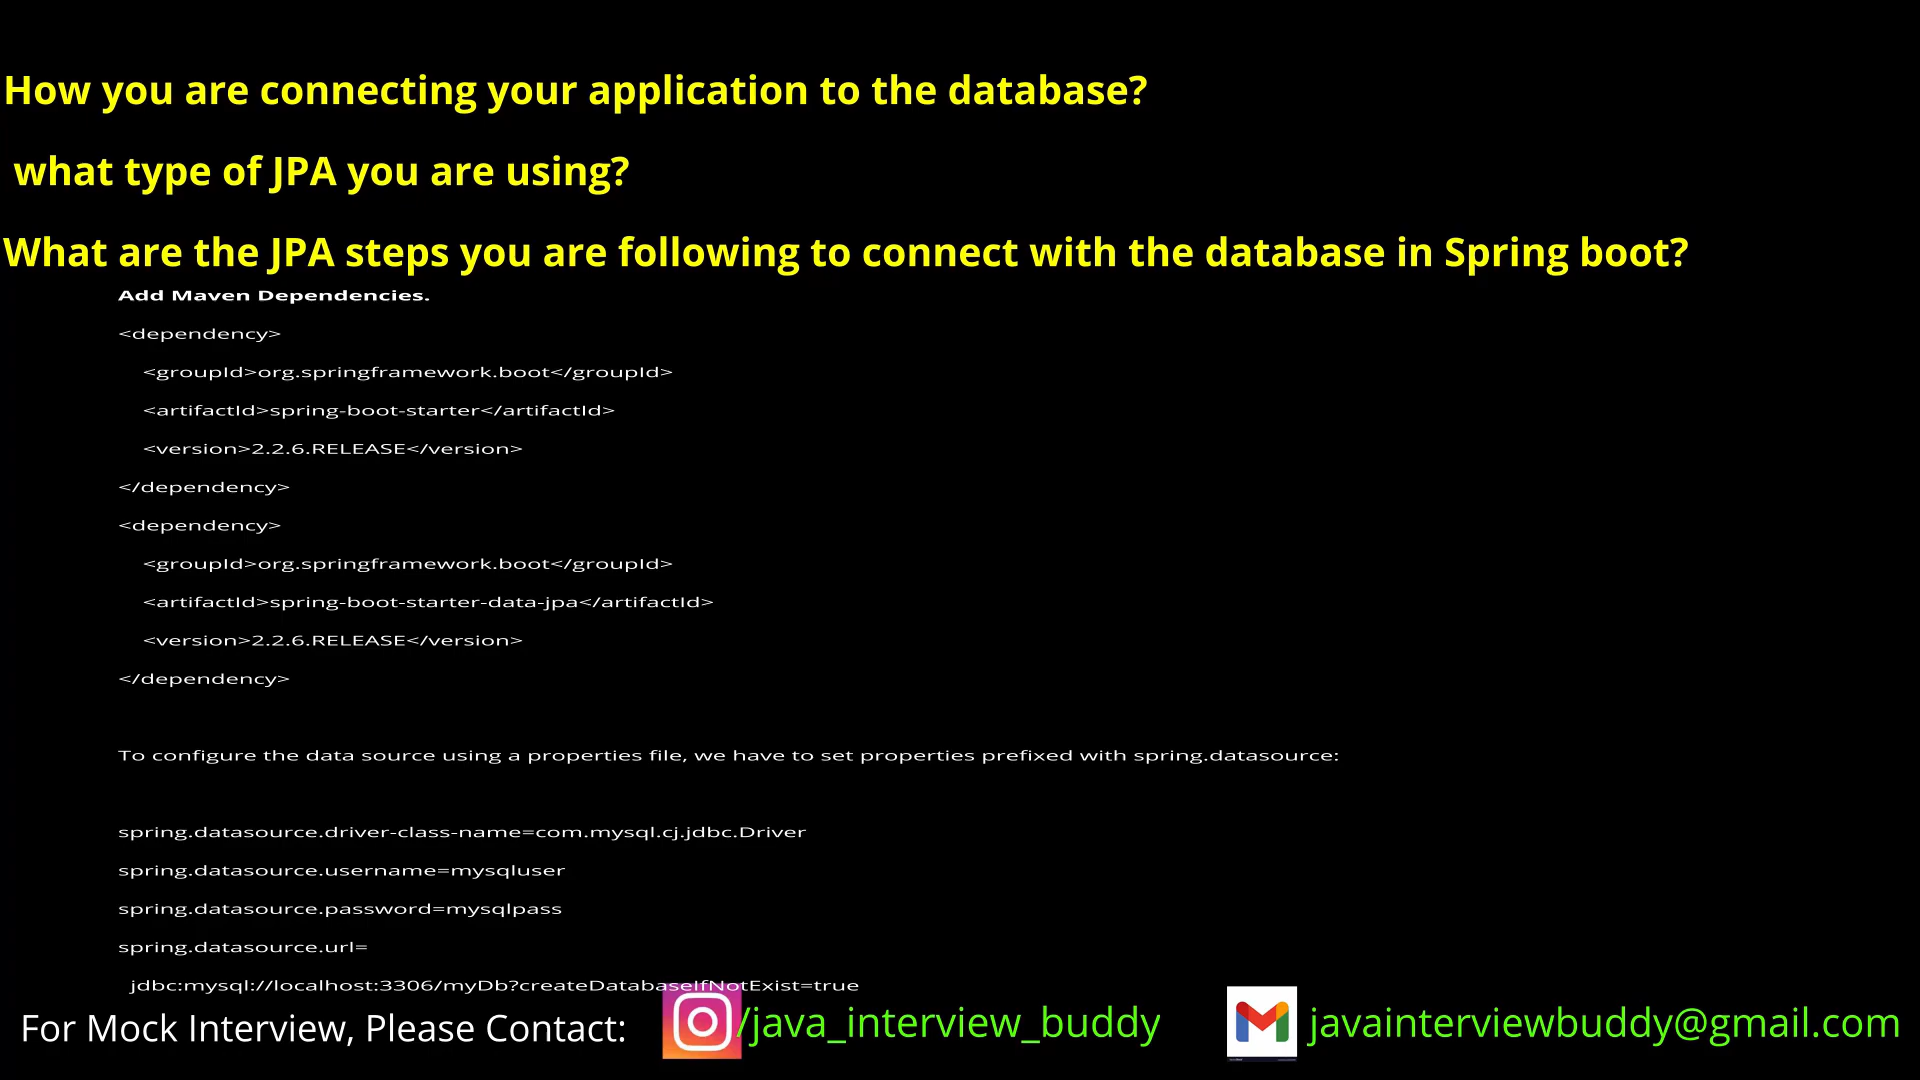 How you are connecting your application to the database?
what type of JPA you are using?
What are the JPA steps you are following to connect with the database in Spring boot?
Add Maven Dependencies.
<dependency>
<groupId>org.springframework.boot</groupId>
<artifactId>spring-boot-starter</artifactId>
<version>2.2.6.RELEASE</version>
</dependency>
<dependency>
<groupId>org.springframework.boot</groupId>
<artifactId>spring-boot-starter-data-jpa</artifactId>
<version>2.2.6.RELEASE</version>
</dependency>
To configure the data source using a properties file, we have to set properties prefixed with spring.datasource:
spring.datasource.driver-class-name=com.mysql.cj.jdbc.Driver
spring.datasource.username=mysqluser
spring.datasource.password=mysqlpass
spring.datasource.url=
jdbc:mysql://localhost:3306/myDb?createDatabaseIfNotExist=true
For Mock Interview, Please Contact: /java_interview_buddy javainterviewbuddy@gmail.com